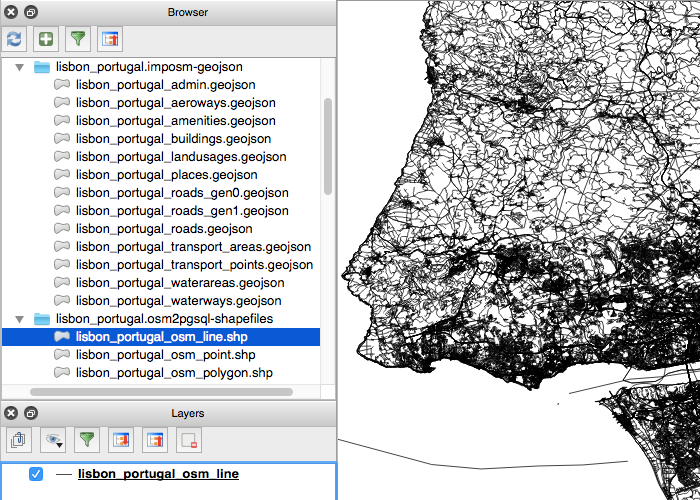 Browser
lisbon_portugal.imposm-geojson
lisbon_portugal_admin.geojson
lisbon_portugal_aeroways.geojson
lisbon_portugal_amenities.geojson
lisbon_portugal_buildings.geojson
lisbon_portugal_landusages.geojson
lisbon_portugal_places.geojson
lisbon_portugal_roads_gen0.geojson
lisbon_portugal_roads_gen1.geojson
lisbon_portugal_roads.geojson
lisbon_portugal_transport_areas.geojson
lisbon_portugal_transport_points.geojson
lisbon_portugal_waterareas.geojson
lisbon_portugal_waterways.geojson
lisbon_portugal.osm2pgsql-shapefiles
lisbon_portugal_osm_line.shp
lisbon_portugal_osm_point.shp
lisbon_portugal_osm_polygon.shp
Layers
lisbon_portugal_osm_line